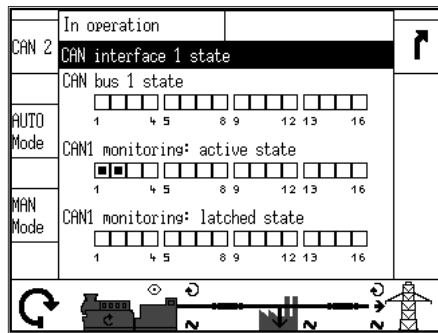 In operation
CAN 2
CAN interface 1 state
CAN bus 1 state
1 4 5 8 9 12 13 16
AUTO
Mode
CAN1 monitoring: active state
1 4 5 8 9 12 13 16
MAN
Mode
CAN1 monitoring: latched state
1 4 5 8 9 12 13 16